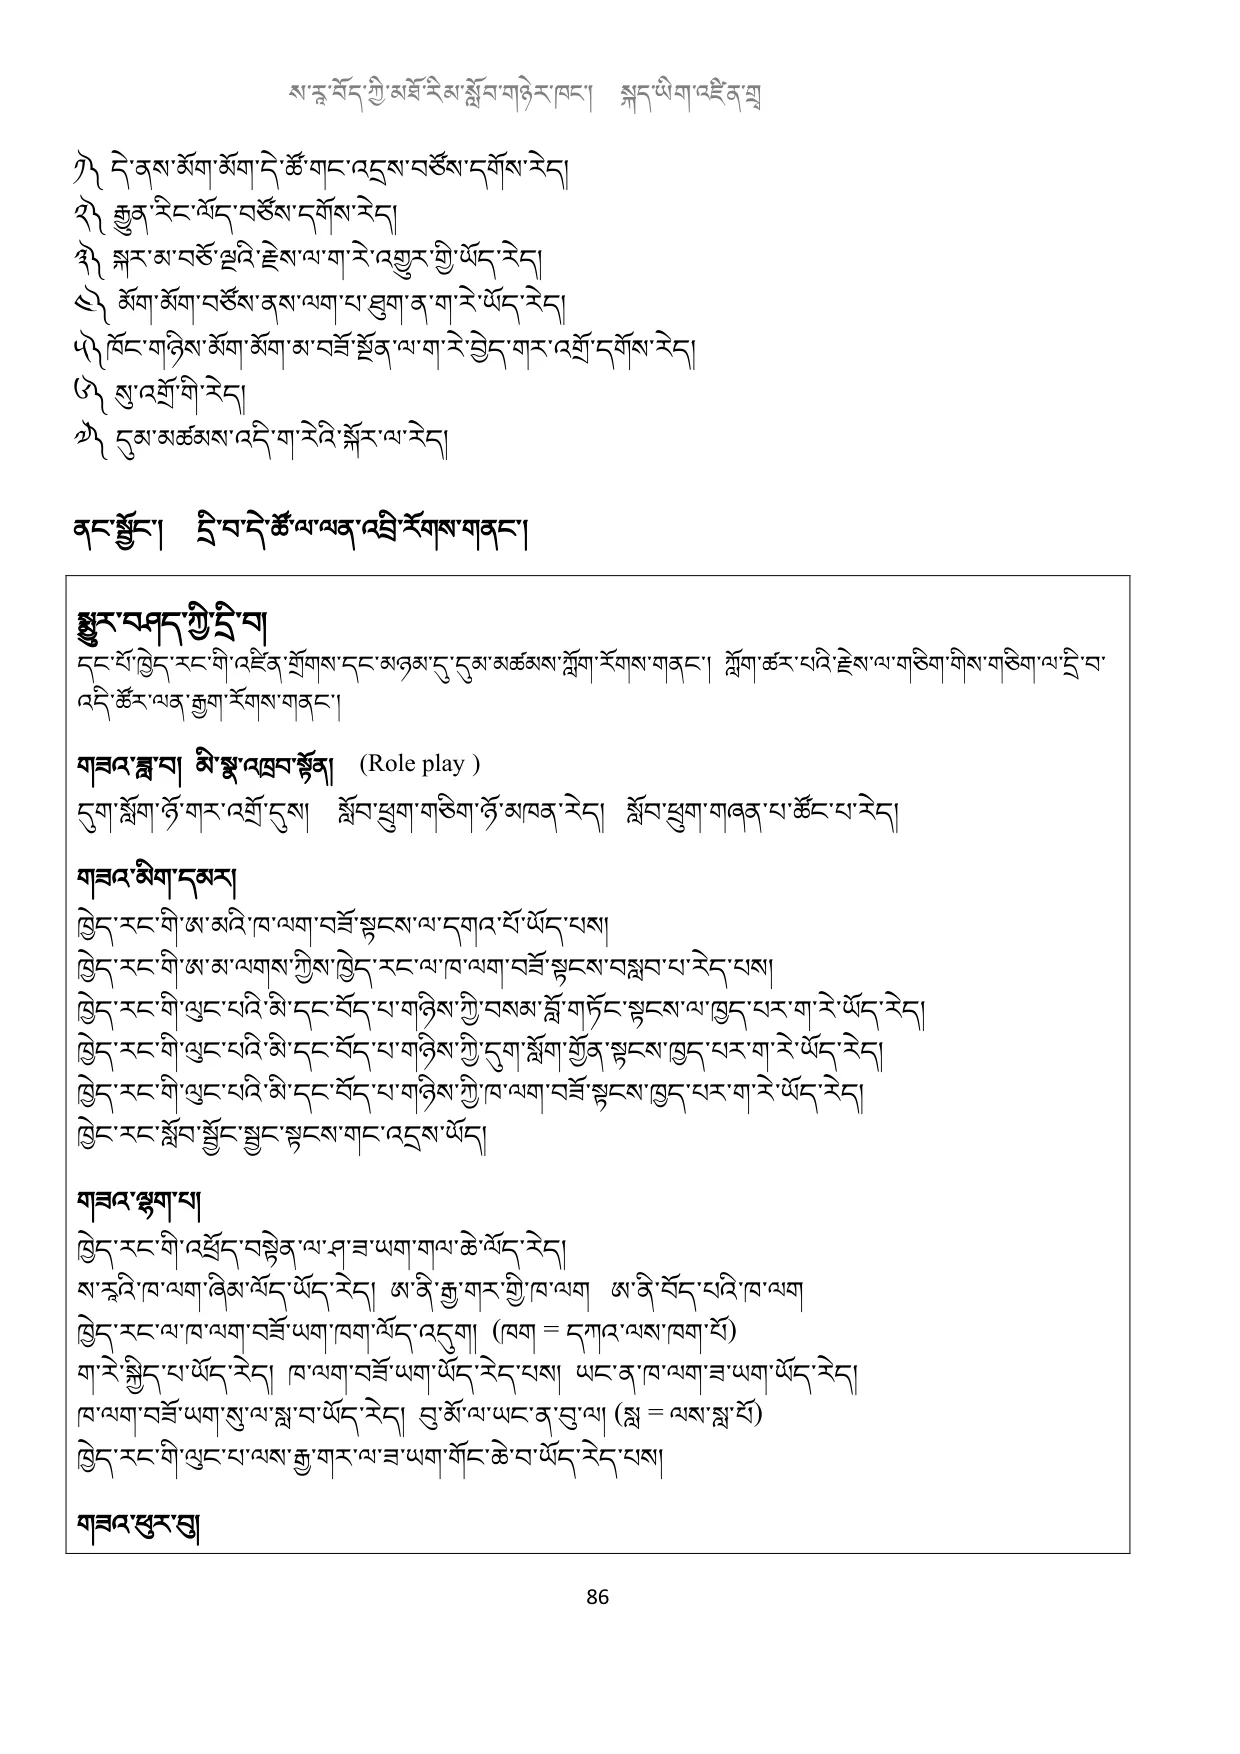 ས་རཱ་བོད་ཀྱི་མཐོ་རིམ་སློབ་གཉེར་ཁང་།  སྐད་ཡིག་འཛིན་གྲྭ
༡༽ དེ་ནས་མོག་མོག་དེ་ཚོ་གང་འདྲས་བཙོས་དགོས་རེད།
༢༽ རྒྱུན་རིང་ལོད་བཙོས་དགོས་རེད།
༣༽ སྐར་མ་བཅོ་ལྔའི་རྗེས་ལ་ག་རེ་འགྱུར་གྱི་ཡོད་རེད།
༤༽ མོག་མོག་བཙོས་ནས་ལག་པ་ཐུག་ན་ག་རེ་ཡོད་རེད།
༥༽ཁོང་གཉིས་མོག་མོག་མ་བཟོ་སྔོན་ལ་ག་རེ་བྱེད་གར་འགྲོ་དགོས་རེད།
༦༽ སུ་འགྲོ་གི་རེད།
༧༽ དུམ་མཚམས་འདི་ག་རེའི་སྐོར་ལ་རེད།
ནང་སྦྱོང་།  དྲི་བ་དེ་ཚོ་ལ་ལན་འབྲི་རོགས་གནང་།
སྨྱུར་བཤད་ཀྱི་དྲི་བ།
དང་པོ་ཁྱེད་རང་གི་འཛིན་གྲོགས་དང་མཉམ་དུ་དུམ་མཚམས་ཀློག་རོགས་གནང་། ཀློག་ཚར་པའི་རྗེས་ལ་གཅིག་གིས་གཅིག་ལ་དྲི་བ་
འདི་ཚོར་ལན་རྒྱག་རོགས་གནང་།
གཟའ་ཟླ་བ། མི་སྣ་འཁྲབ་སྟོན།  (Role play )
དུག་སློག་ཉོ་གར་འགྲོ་དུས།  སློབ་ཕྲུག་གཅིག་ཉོ་མཁན་རེད།  སློབ་ཕྲུག་གཞན་པ་ཚོང་པ་རེད།
གཟའ་མིག་དམར།
ཁྱེད་རང་གི་ཨ་མའི་ཁ་ལག་བཟོ་སྟངས་ལ་དགའ་པོ་ཡོད་པས།
ཁྱེད་རང་གི་ཨ་མ་ལགས་ཀྱིས་ཁྱེད་རང་ལ་ཁ་ལག་བཟོ་སྟངས་བསླབ་པ་རེད་པས།
ཁྱེད་རང་གི་ལུང་པའི་མི་དང་བོད་པ་གཉིས་ཀྱི་བསམ་བློ་གཏོང་སྟངས་ལ་ཁྱད་པར་ག་རེ་ཡོད་རེད།
ཁྱེད་རང་གི་ལུང་པའི་མི་དང་བོད་པ་གཉིས་ཀྱི་དུག་སློག་གྱོན་སྟངས་ཁྱད་པར་ག་རེ་ཡོད་རེད།
ཁྱེད་རང་གི་ལུང་པའི་མི་དང་བོད་པ་གཉིས་ཀྱི་ཁ་ལག་བཟོ་སྟངས་ཁྱད་པར་ག་རེ་ཡོད་རེད།
ཁྱེང་རང་སློབ་སྦྱོང་སྦྱང་སྟངས་གང་འདྲས་ཡོད།
གཟའ་ལྷག་པ།
ཁྱེད་རང་གི་འཕྲོད་བསྟེན་ལ་ཤ་ཟ་ཡག་གལ་ཆེ་ལོད་རེད།
ས་རཱའི་ཁ་ལག་ཞིམ་ལོད་ཡོད་རེད། ཨ་ནི་རྒྱ་གར་གྱི་ཁ་ལག  ཨ་ནི་བོད་པའི་ཁ་ལག
ཁྱེད་རང་ལ་ཁ་ལག་བཟོ་ཡག་ཁག་ལོད་འདུག། (ཁག = དཀའ་ལས་ཁག་པོ)
ག་རེ་སྐྱིད་པ་ཡོད་རེད། ཁ་ལག་བཟོ་ཡག་ཡོད་རེད་པས། ཡང་ན་ཁ་ལག་ཟ་ཡག་ཡོད་རེད།
ཁ་ལག་བཟོ་ཡག་སུ་ལ་སླ་བ་ཡོད་རེད། བུ་མོ་ལ་ཡང་ན་བུ་ལ། (སླ = ལས་སླ་པོ)
ཁྱེད་རང་གི་ལུང་པ་ལས་རྒྱ་གར་ལ་ཟ་ཡག་གོང་ཆེ་བ་ཡོད་རེད་པས།
གཟའ་ཕུར་བུ།
86